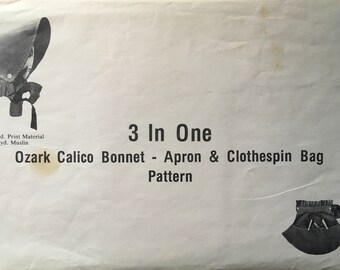 d. Print Material
yd. Muslin
3 In One
Ozark Calico Bonnet - Apron & Clothespin Bag
Pattern